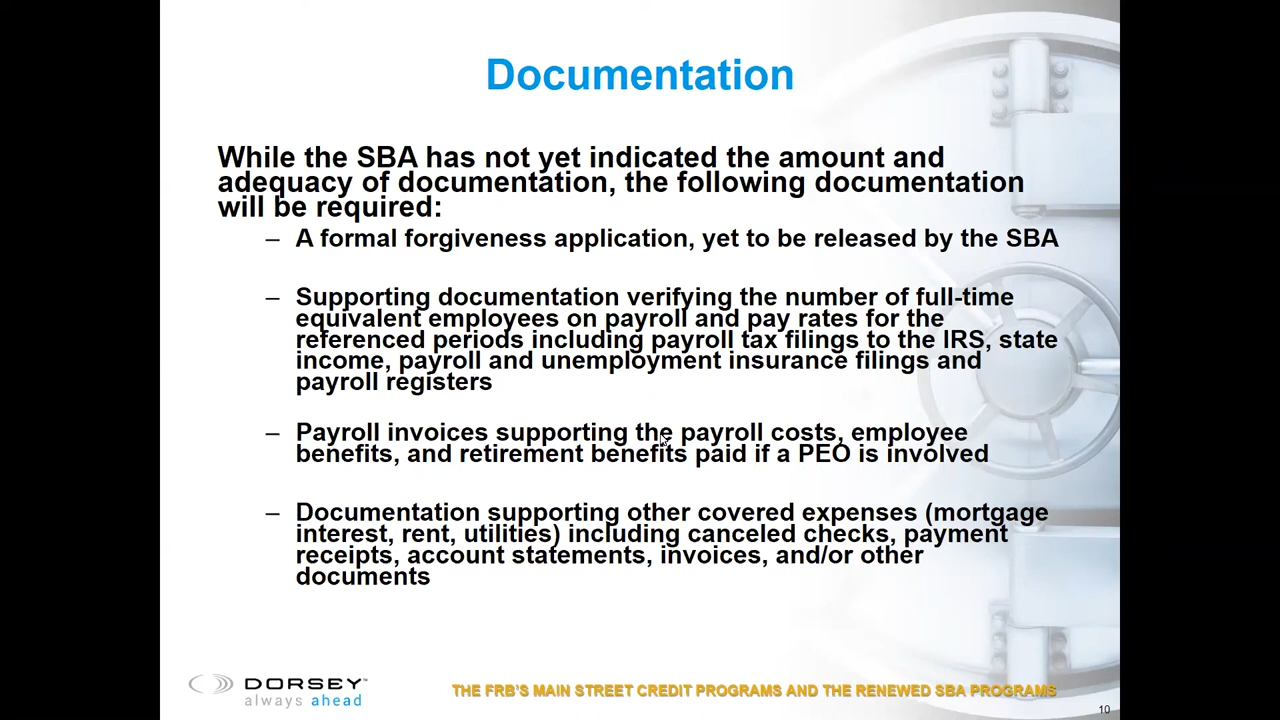 Documentation
While the SBA has not yet indicated the amount and
adequacy of documentation, the following documentation
will be required:
– A formal forgiveness application, yet to be released by the SBA
– Supporting documentation verifying the number of full-time
equivalent employees on payroll and pay rates for the
referenced periods including payroll tax filings to the IRS, state
income, payroll and unemployment insurance filings and
payroll registers
– Payroll invoices supporting the payroll costs, employee
benefits, and retirement benefits paid if a PEO is involved
– Documentation supporting other covered expenses (mortgage
interest, rent, utilities) including canceled checks, payment
receipts, account statements, invoices, and/or other
documents
DORSEY™
always ahead
THE FRB'S MAIN STREET CREDIT PROGRAMS AND THE RENEWED SBA PROGRAMS
10